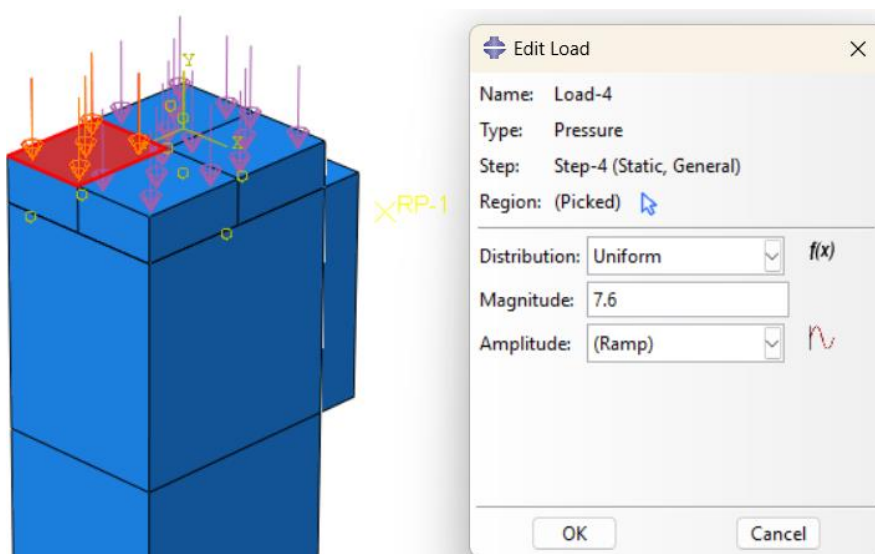 Y
X
RP-1
Edit Load
Name: Load-4
Type: Pressure
Step: Step-4 (Static, General)
Region: (Picked)
Distribution: Uniform f(x)
Magnitude: 7.6
Amplitude: (Ramp)
OK Cancel